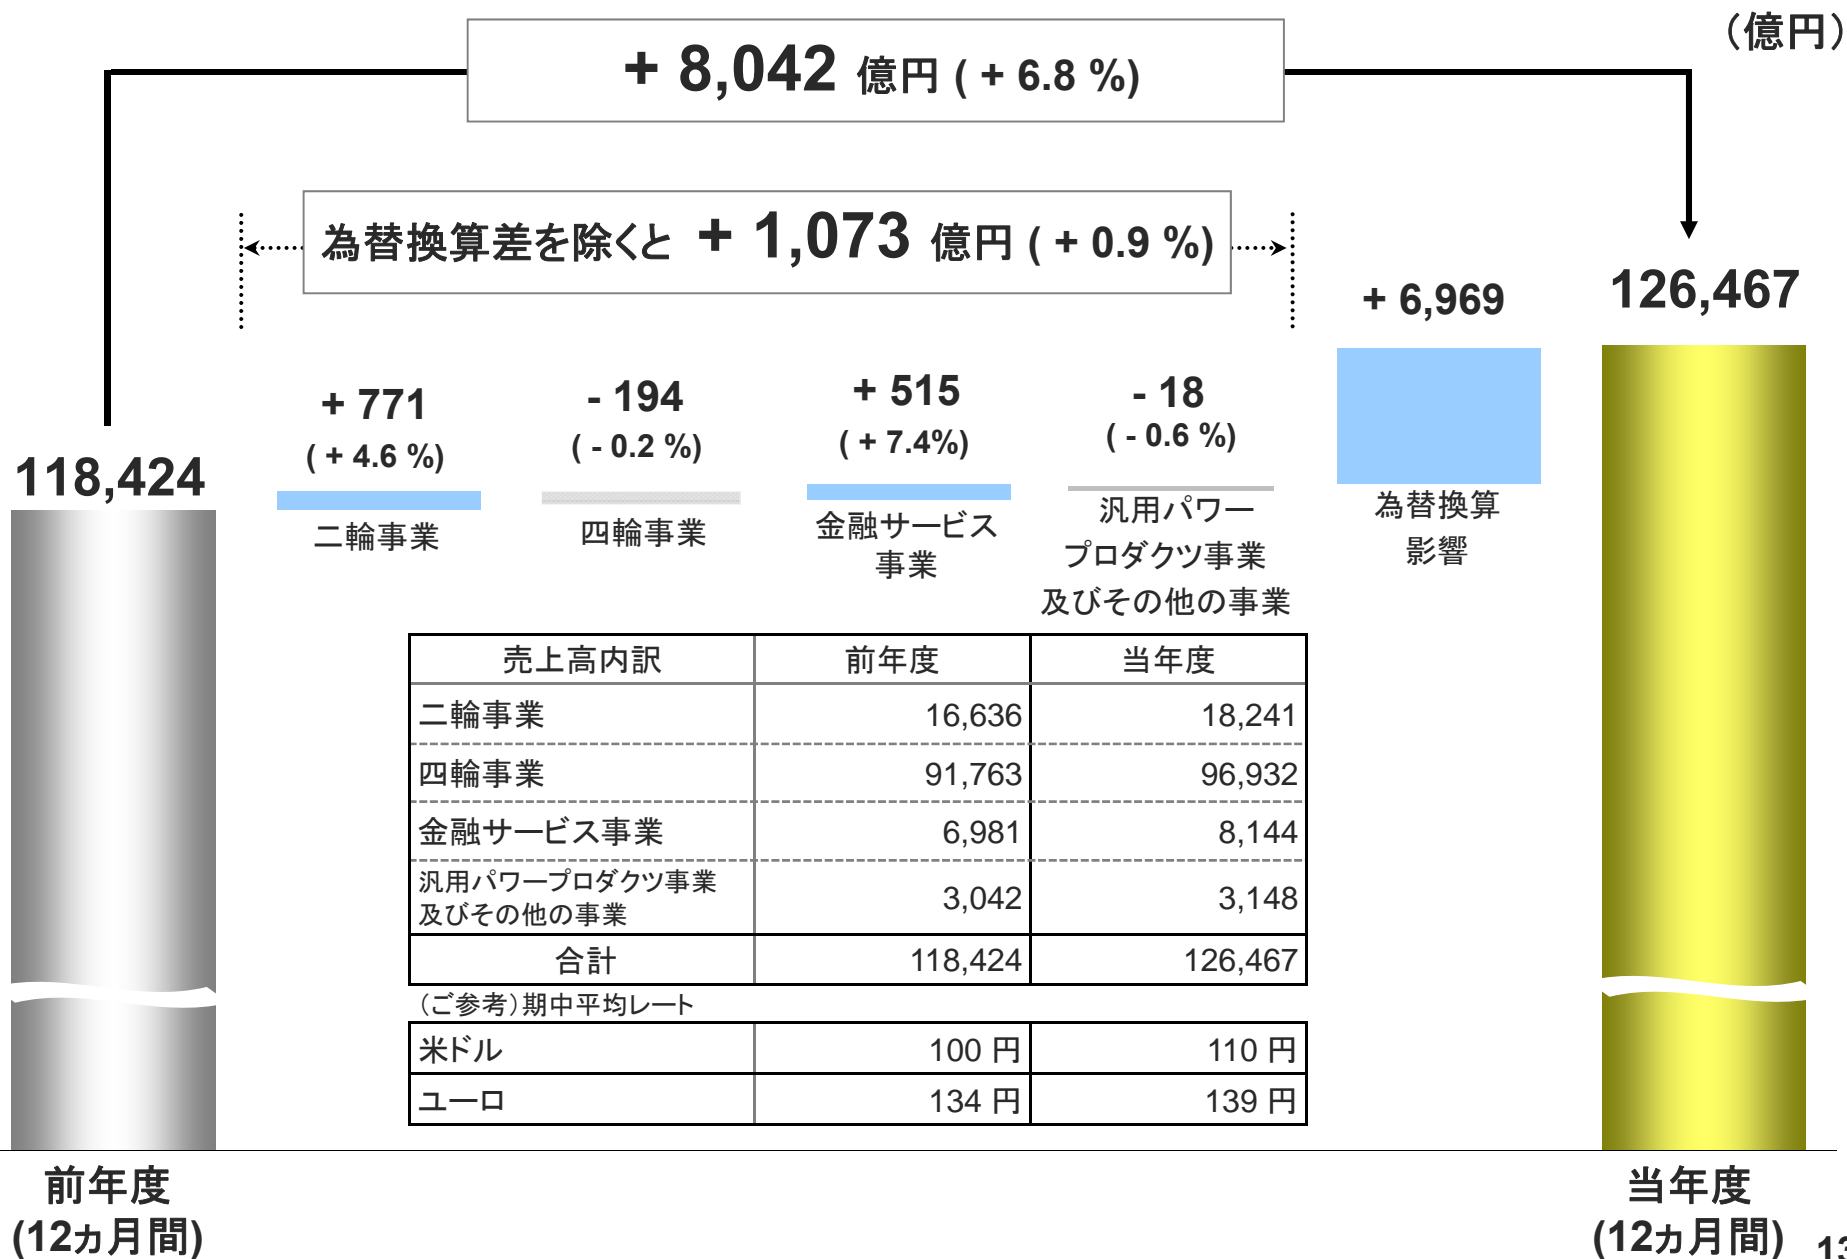 （億円）
+ 8,042 億円 ( + 6.8 %)
為替換算差を除くと + 1,073 億円 ( + 0.9 %)
118,424
+ 771
( + 4.6 %)
二輪事業
- 194
( - 0.2 %)
四輪事業
+ 515
( + 7.4%)
金融サービス
事業
- 18
( - 0.6 %)
汎用パワー
プロダクツ事業
及びその他の事業
+ 6,969
為替換算
影響
126,467
売上高内訳 前年度 当年度
二輪事業 16,636 18,241
四輪事業 91,763 96,932
金融サービス事業 6,981 8,144
汎用パワープロダクツ事業
及びその他の事業 3,042 3,148
合計 118,424 126,467
（ご参考）期中平均レート
米ドル 100 円 110 円
ユーロ 134 円 139 円
前年度
(12ヵ月間)
当年度
(12ヵ月間)